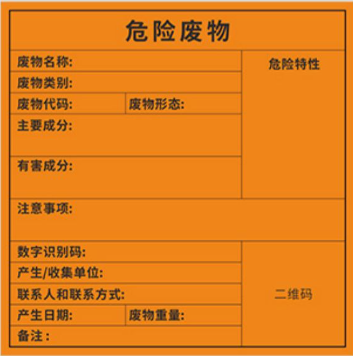 危险废物
废物名称:
危险特性
废物类别:
废物代码:
废物形态:
主要成分:
有害成分:
注意事项:
数字识别码:
产生/收集单位:
联系人和联系方式:
二维码
产生日期:
废物重量:
备注: